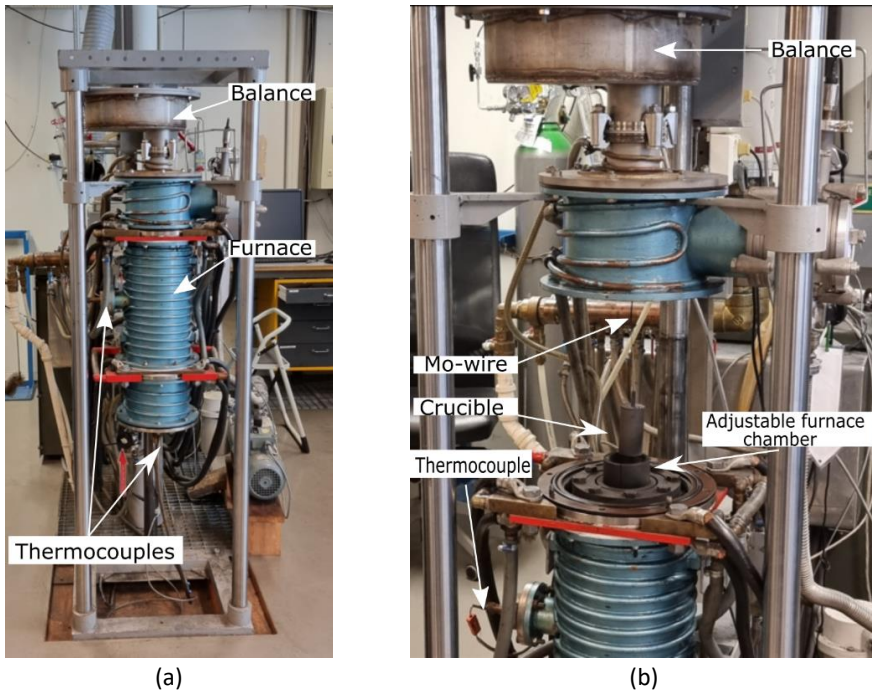 Balance
Furnace
Thermocouples
(a)
Balance
Mo-wire
Crucible
Adjustable furnace
chamber
Thermocouple
(b)